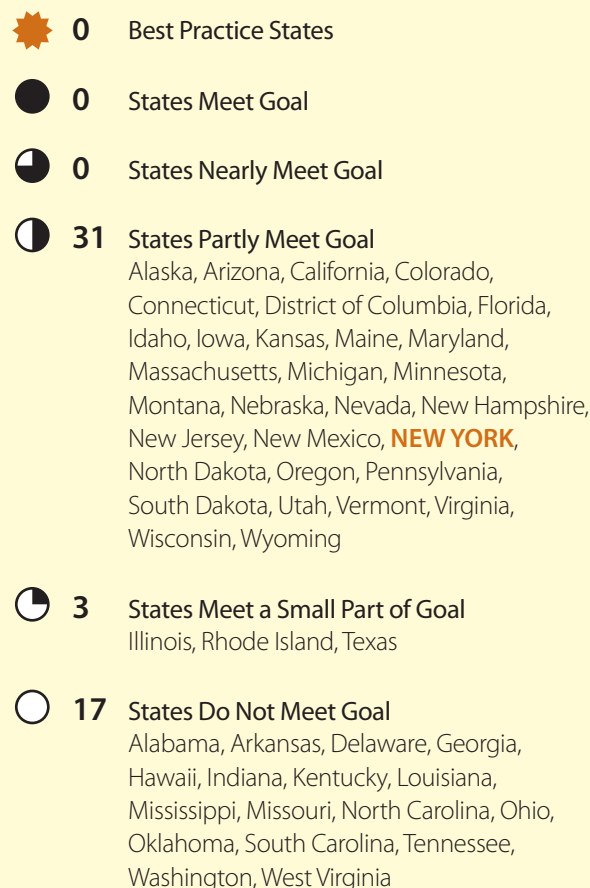 0 Best Practice States
0 States Meet Goal
0 States Nearly Meet Goal
31 States Partly Meet Goal
Alaska, Arizona, California, Colorado,
Connecticut, District of Columbia, Florida,
Idaho, Iowa, Kansas, Maine, Maryland,
Massachusetts, Michigan, Minnesota,
Montana, Nebraska, Nevada, New Hampshire,
New Jersey, New Mexico, NEW YORK,
North Dakota, Oregon, Pennsylvania,
South Dakota, Utah, Vermont, Virginia,
Wisconsin, Wyoming
3 States Meet a Small Part of Goal
Illinois, Rhode Island, Texas
17 States Do Not Meet Goal
Alabama, Arkansas, Delaware, Georgia,
Hawaii, Indiana, Kentucky, Louisiana,
Mississippi, Missouri, North Carolina, Ohio,
Oklahoma, South Carolina, Tennessee,
Washington, West Virginia